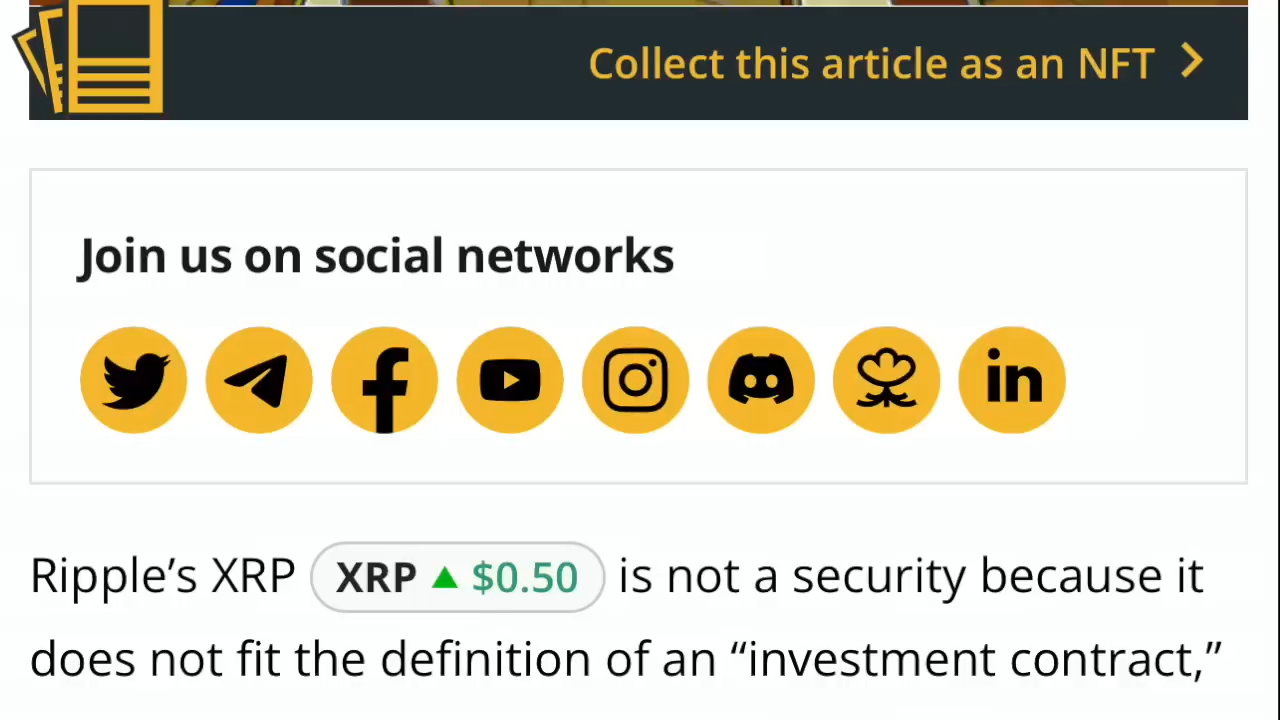 Collect this article as an NFT
Join us on social networks
Ripple’s XRP XRP ▲ $0.50 is not a security because it
does not fit the definition of an “investment contract,”